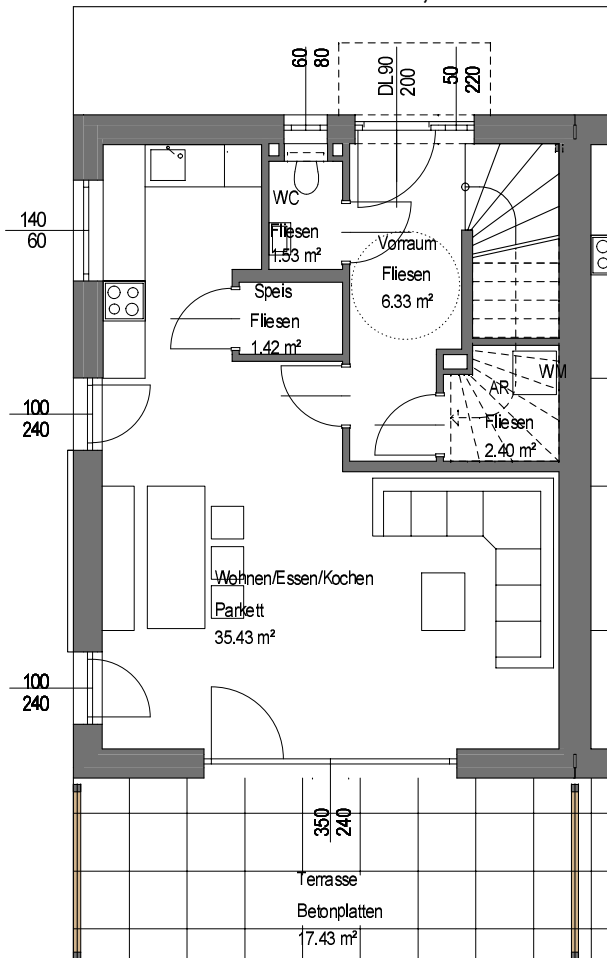 60
80
DL90
200
50
220
WC
Fliesen
1.53 m²
Vorraum
Fliesen
6.33 m²
140
60
Speis
Fliesen
1.42 m²
WM
AR
Fliesen
2.40 m²
100
240
Wohnen/Essen/Kochen
Parkett
35.43 m²
100
240
350
240
Terrasse
Betonplatten
17.43 m²